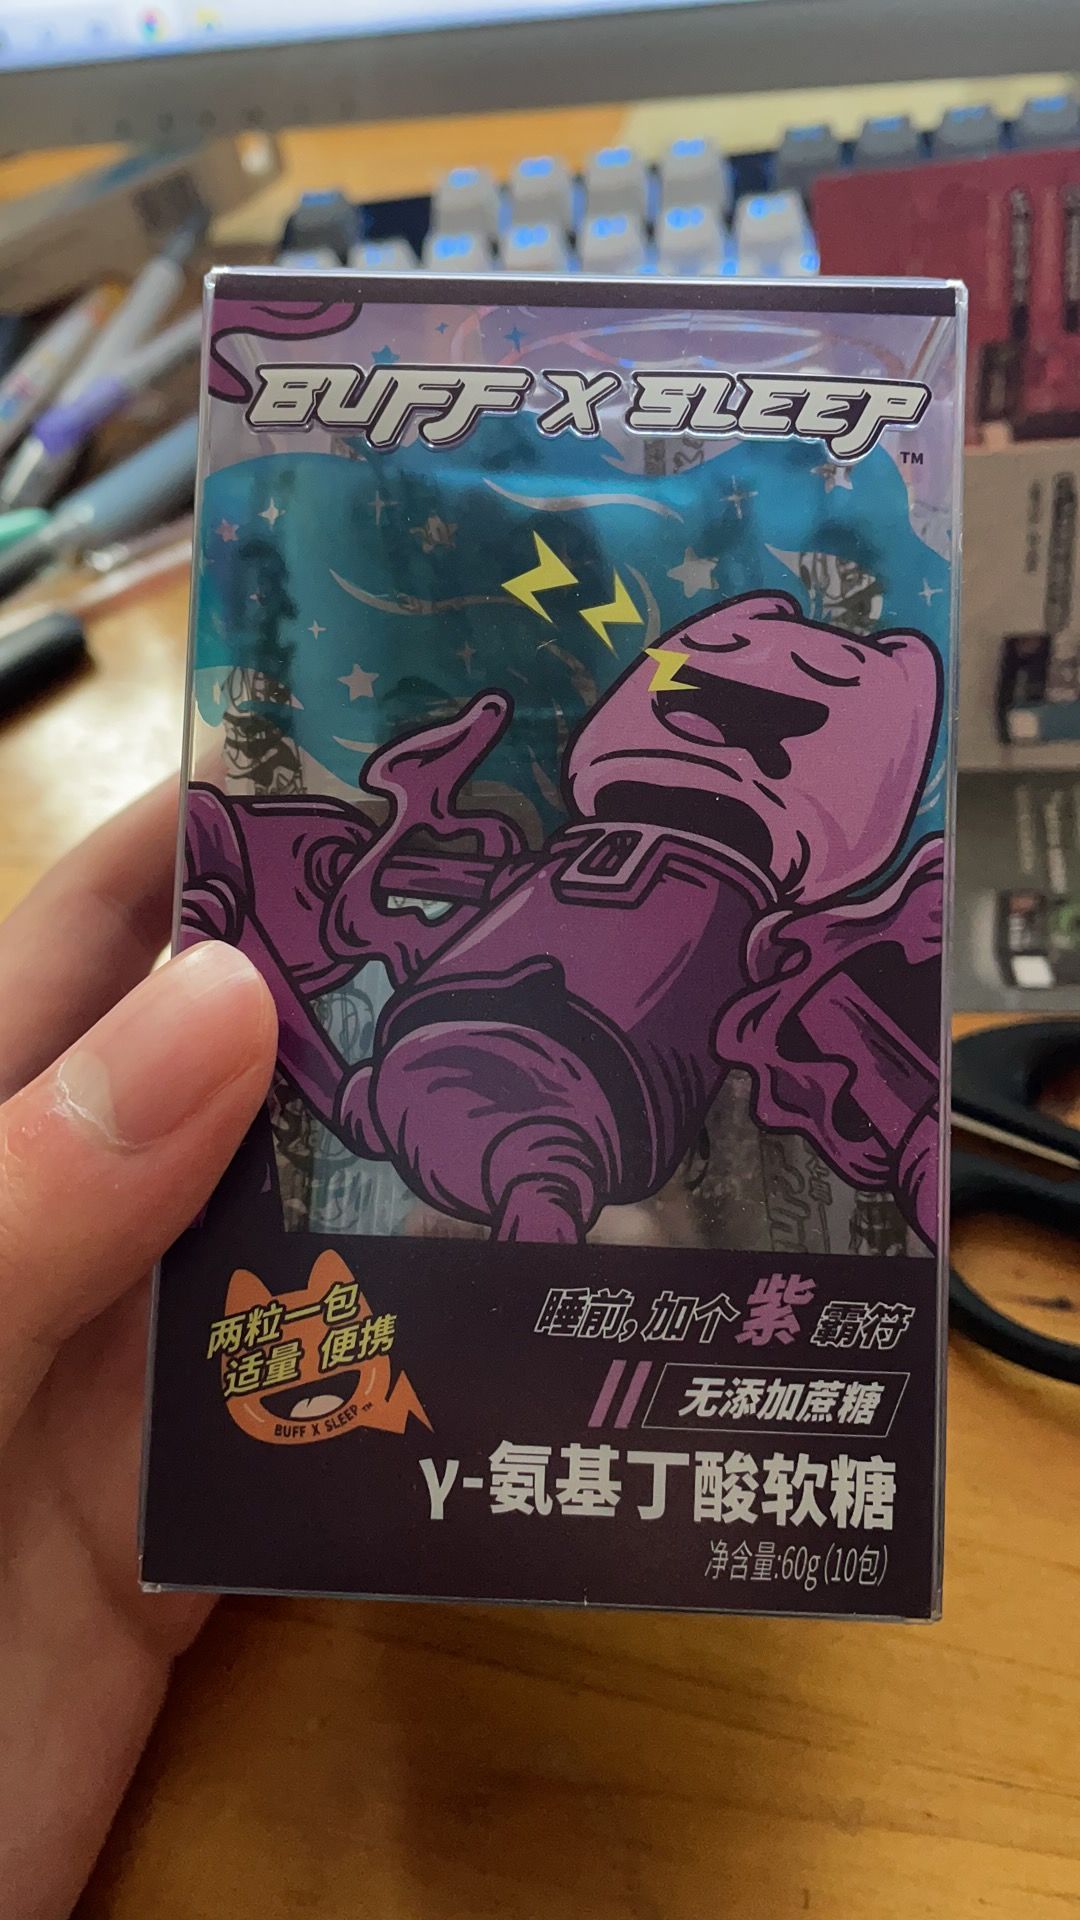 BUFF X SLEEP
TM
两粒一包
适量 便携
BUFF X SLEEP TM
睡前,加个紫霸符
无添加蔗糖
γ-氨基丁酸软糖
净含量:60g(10包)